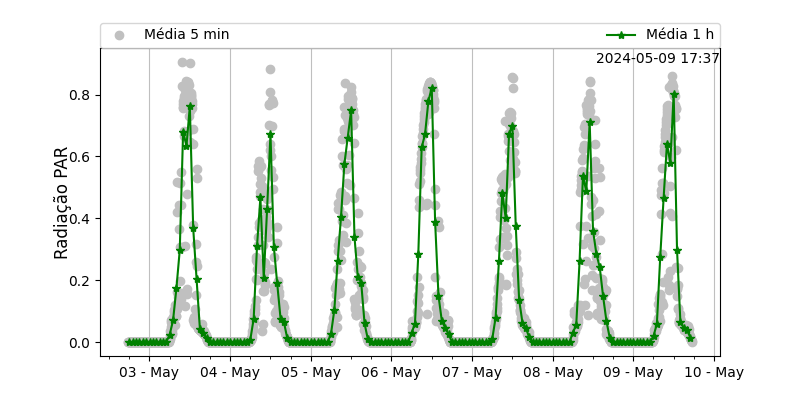 Média 5 min
Média 1 h
2024-05-09 17:37
Radiação PAR
0.8
0.6
0.4
0.2
0.0
03 - May
04 - May
05 - May
06 - May
07 - May
08 - May
09 - May
10 - May